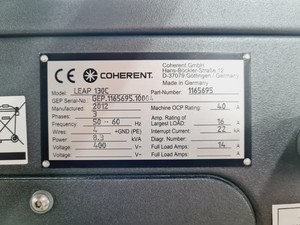 Coherent GmbH
Hans-Böckler-Straße 12
D-37079 Göttingen / Germany
Made in Germany
CE COHERENT.
Model: LEAP 130C
Part-Number: 1165695
GEP Serial-No: GEP.1165695.10004
Manufactured: 2012
Machine OCP Rating 40 A
Phases: 3
Amp. Rating of
Largest LOAD: 16 A
Frequency: 50 - 60 Hz
Wires: 4 +GND (PE)
Interrupt Current: 22 kA
Power: 8.3 kVA
Diagr. Number
Voltage: 400 V~
Full Load Amps: 14 A
V~ Full Load Amps: A